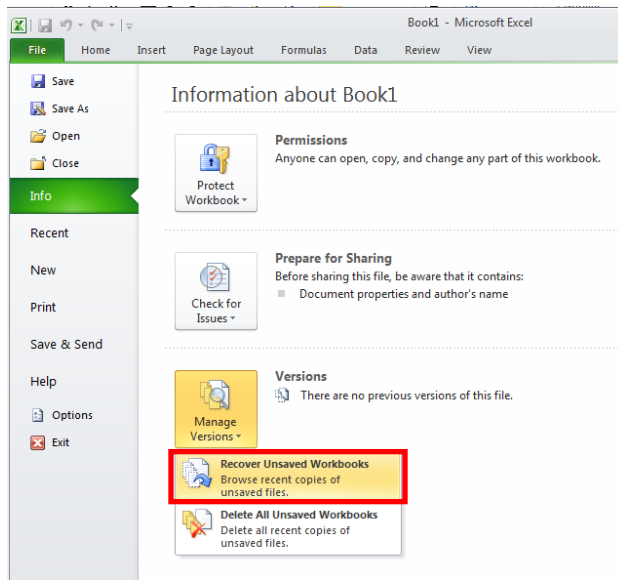 Book1 - Microsoft Excel
File Home Insert Page Layout Formulas Data Review View
Save
Save As
Open
Close
Info
Recent
New
Print
Save & Send
Help
Options
Exit
Information about Book1
Protect
Workbook
Permissions
Anyone can open, copy, and change any part of this workbook.
Check for
Issues
Prepare for Sharing
Before sharing this file, be aware that it contains:
Document properties and author's name
Manage
Versions
Versions
There are no previous versions of this file.
Recover Unsaved Workbooks
Browse recent copies of
unsaved files.
Delete All Unsaved Workbooks
Delete all recent copies of
unsaved files.